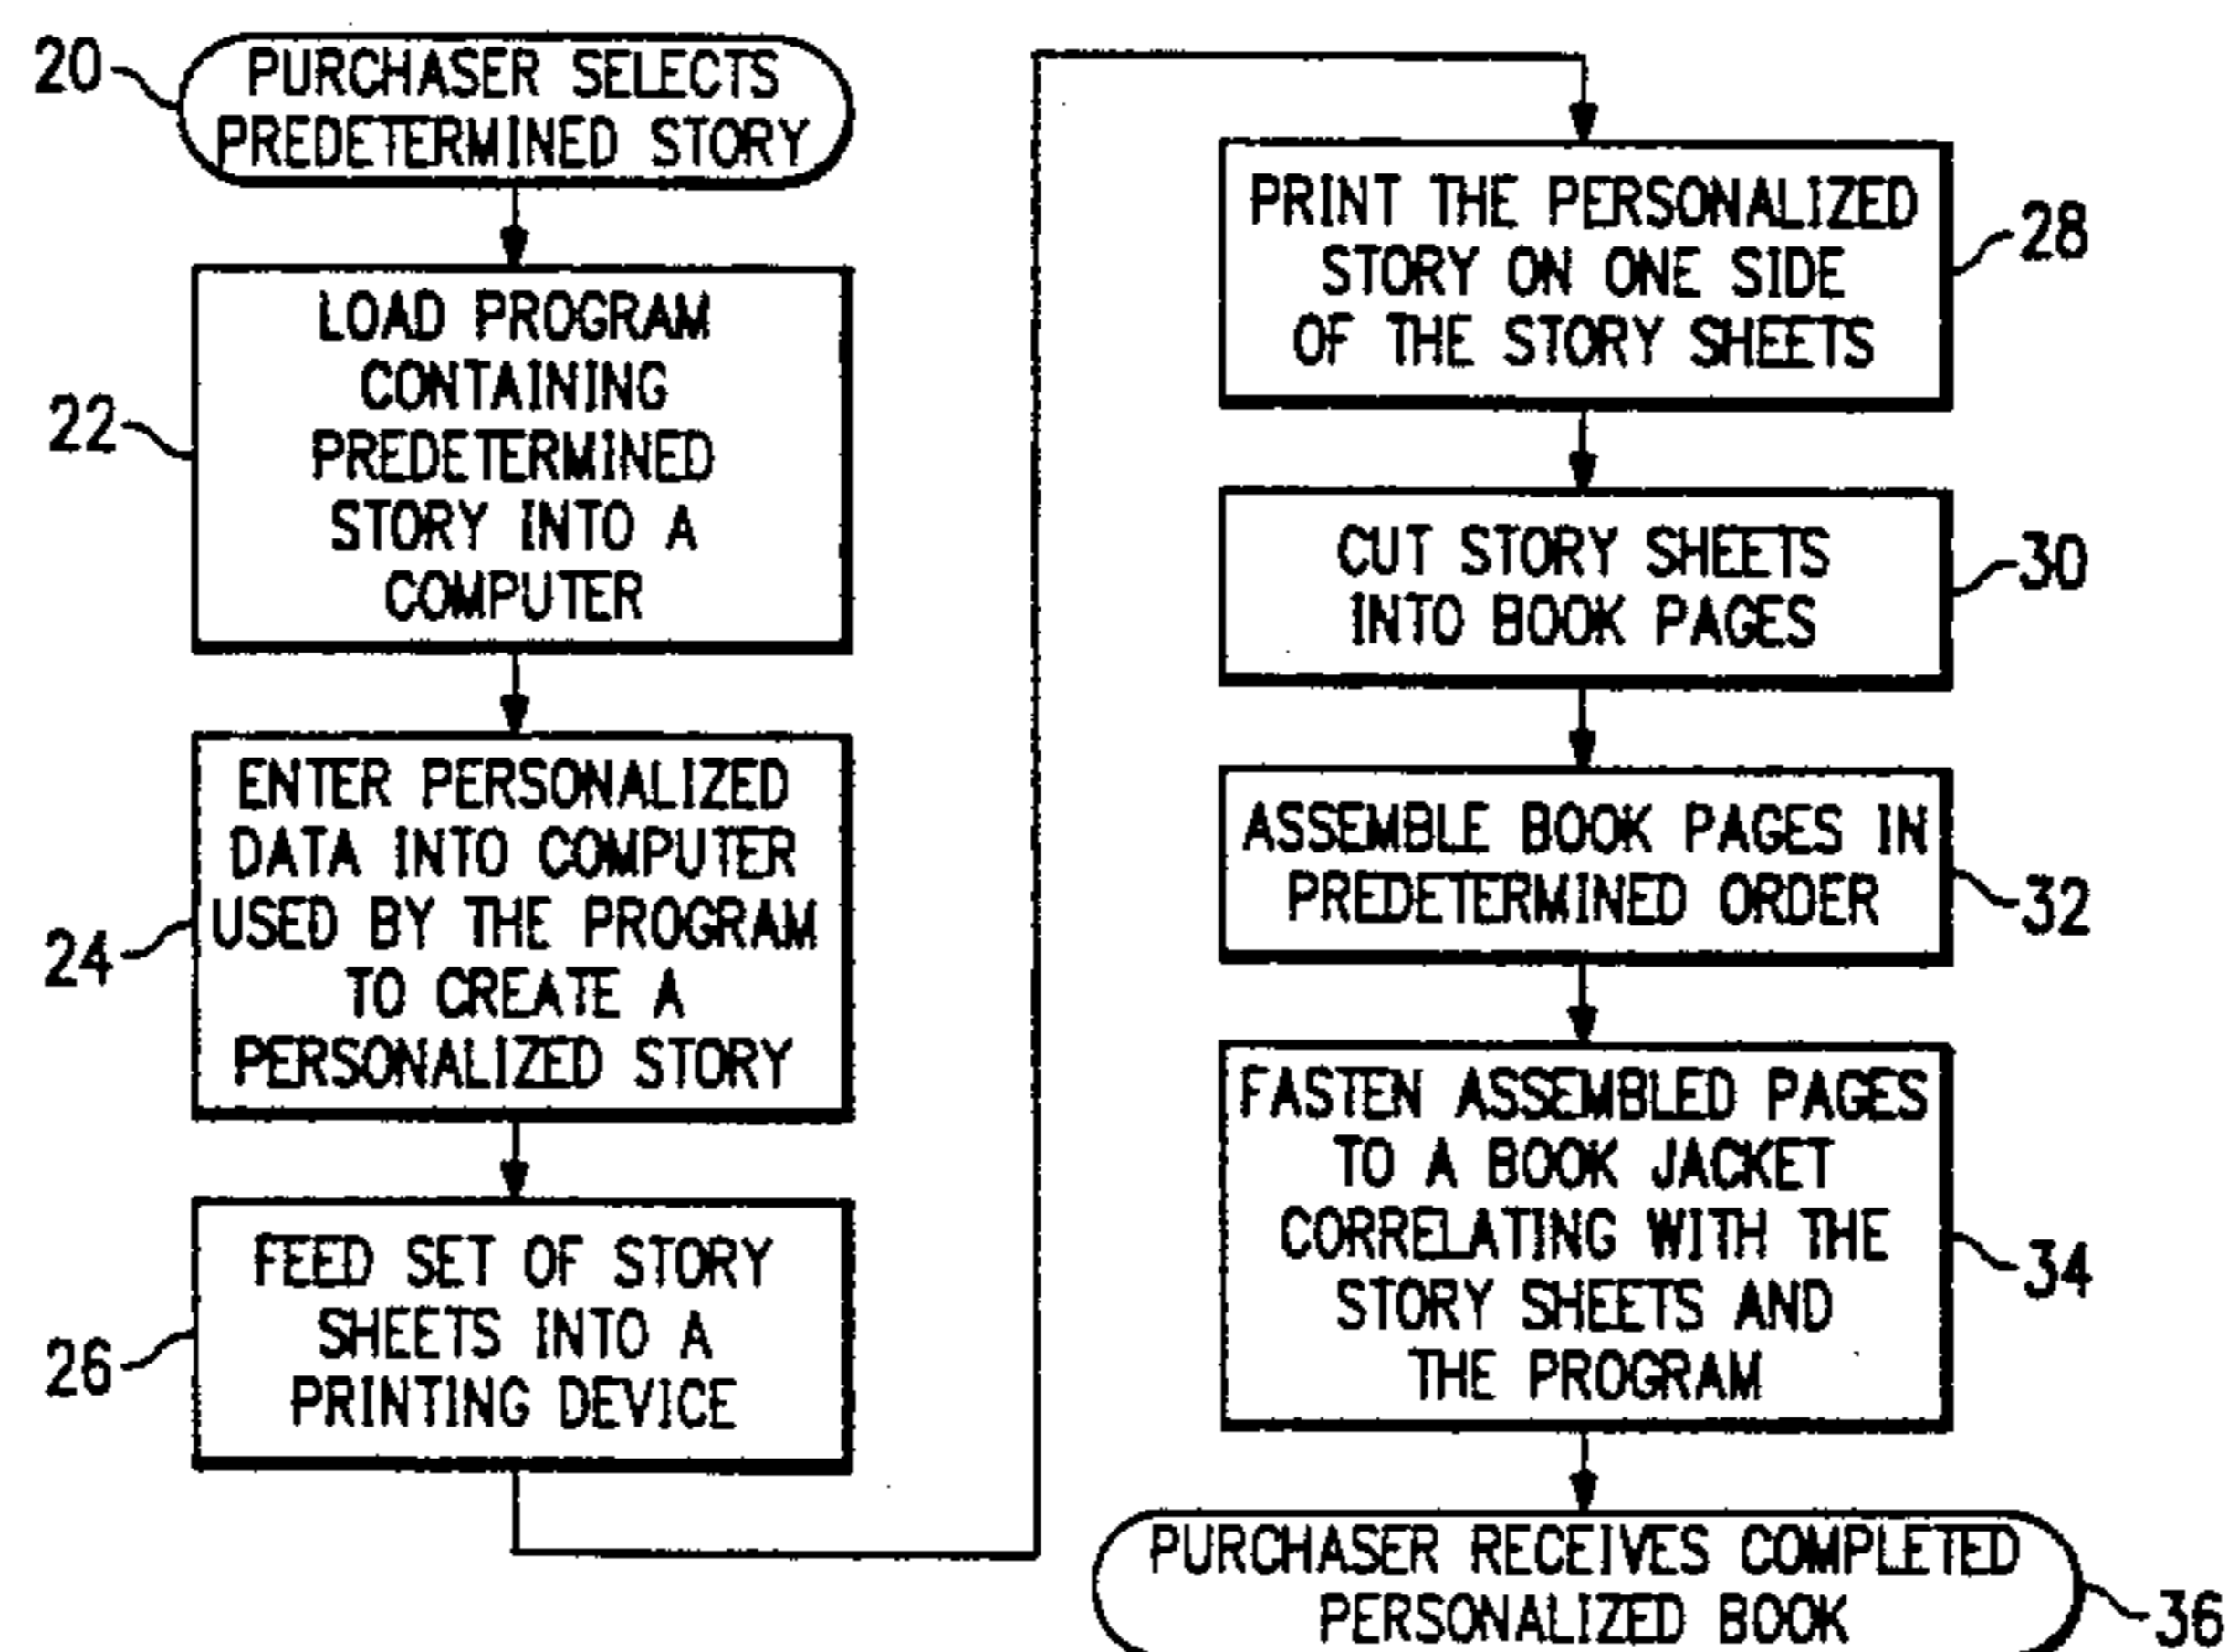 20
PURCHASER SELECTS
PREDETERMINED STORY
22
LOAD PROGRAM
CONTAINING
PREDETERMINED
STORY INTO A
COMPUTER
24
ENTER PERSONALIZED
DATA INTO COMPUTER
USED BY THE PROGRAM
TO CREATE A
PERSONALIZED STORY
26
FEED SET OF STORY
SHEETS INTO A
PRINTING DEVICE
PRINT THE PERSONALIZED
STORY ON ONE SIDE
OF THE STORY SHEETS
28
CUT STORY SHEETS
INTO BOOK PAGES
30
ASSEMBLE BOOK PAGES IN
PREDETERMINED ORDER
32
FASTEN ASSEMBLED PAGES
TO A BOOK JACKET
CORRELATING WITH THE
STORY SHEETS AND
THE PROGRAM
34
PURCHASER RECEIVES COMPLETED
PERSONALIZED BOOK
36